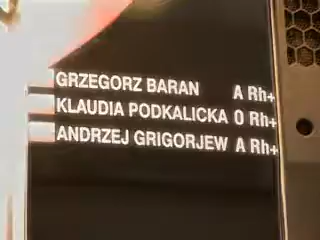 GRZEGORZ BARAN A Rh+
KLAUDIA PODKALICKA 0 Rh+
ANDRZEJ GRIGORJEW A Rh+